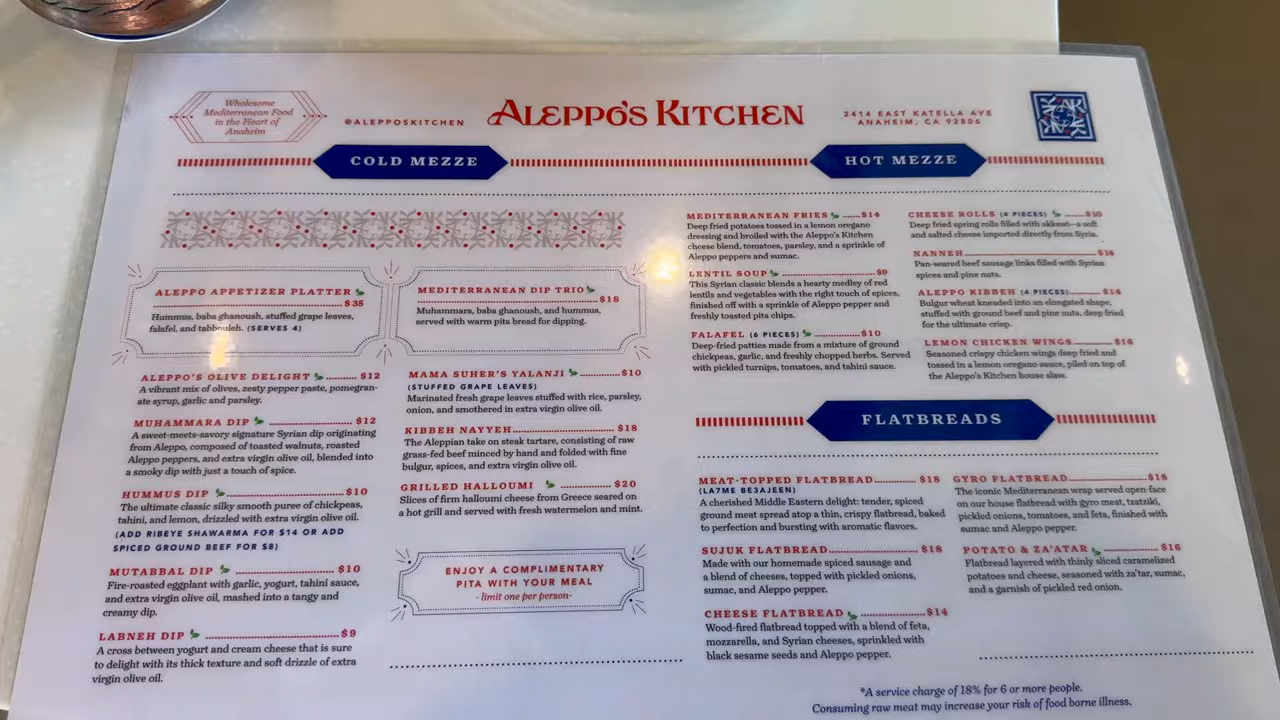 Wholesome
Mediterranean Food
in the Heart of
Anaheim
@ALEPPOSKITCHEN
ALEPPO'S KITCHEN
2414 EAST KATELLA AVE
ANAHEIM, CA 92806
COLD MEZZE
HOT MEZZE
ALEPPO APPETIZER PLATTER
$35
Hummus, baba ghanoush, stuffed grape leaves,
falafel, and tabbouleh. (SERVES 4)
MEDITERRANEAN DIP TRIO
$18
Muhammara, baba ghanoush, and hummus,
served with warm pita bread for dipping.
ALEPPO'S OLIVE DELIGHT $12
A vibrant mix of olives, zesty pepper paste, pomegran-
ate syrup, garlic and parsley.
MUHAMMARA DIP $12
A sweet-meets-savory signature Syrian dip originating
from Aleppo, composed of toasted walnuts, roasted
Aleppo peppers, and extra virgin olive oil, blended into
a smoky dip with just a touch of spice.
HUMMUS DIP $10
The ultimate classic silky smooth puree of chickpeas,
tahini, and lemon, drizzled with extra virgin olive oil.
(ADD RIBEYE SHAWARMA FOR $14 OR ADD
SPICED GROUND BEEF FOR $8)
MUTABBAL DIP $10
Fire-roasted eggplant with garlic, yogurt, tahini sauce,
and extra virgin olive oil, mashed into a tangy and
creamy dip.
LABNEH DIP $9
A cross between yogurt and cream cheese that is sure
to delight with its thick texture and soft drizzle of extra
virgin olive oil.
MAMA SUHER'S YALANJI $10
(STUFFED GRAPE LEAVES)
Marinated fresh grape leaves stuffed with rice, parsley,
onion, and smothered in extra virgin olive oil.
KIBBEH NAYYEH $18
The Aleppian take on steak tartare, consisting of raw
grass-fed beef minced by hand and folded with fine
bulgur, spices, and extra virgin olive oil.
GRILLED HALLOUMI $20
Slices of firm halloumi cheese from Greece seared on
a hot grill and served with fresh watermelon and mint.
ENJOY A COMPLIMENTARY
PITA WITH YOUR MEAL
- limit one per person-
MEDITERRANEAN FRIES $14
Deep fried potatoes tossed in a lemon oregano
dressing and broiled with the Aleppo's Kitchen
cheese blend, tomatoes, parsley, and a sprinkle of
Aleppo peppers and sumac.
LENTIL SOUP $9
This Syrian classic blends a hearty medley of red
lentils and vegetables with the right touch of spices,
finished off with a sprinkle of Aleppo pepper and
freshly toasted pita chips.
FALAFEL (6 PIECES) $10
Deep-fried patties made from a mixture of ground
chickpeas, garlic, and freshly chopped herbs. Served
with pickled turnips, tomatoes, and tahini sauce.
CHEESE ROLLS (4 PIECES) $10
Deep fried spring rolls filled with akkawi—a soft
and salted cheese imported directly from Syria.
NANNEH
Pan-seared beef sausage links filled with Syrian
spices and pine nuts.
ALEPPO KIBBEH (4 PIECES) $14
Bulgur wheat kneaded into an elongated shape,
stuffed with ground beef and pine nuts, deep fried
for the ultimate crisp.
LEMON CHICKEN WINGS $16
Seasoned crispy chicken wings deep fried and
tossed in a lemon oregano sauce, piled on top of
the Aleppo's Kitchen house slaw.
FLATBREADS
MEAT-TOPPED FLATBREAD $18
(LA7ME BE3AJEEN)
A cherished Middle Eastern delight: tender, spiced
ground meat spread atop a thin, crispy flatbread, baked
to perfection and bursting with aromatic flavors.
SUJUK FLATBREAD $18
Made with our homemade spiced sausage and
a blend of cheeses, topped with pickled onions,
sumac, and Aleppo pepper.
CHEESE FLATBREAD $14
Wood-fired flatbread topped with a blend of feta,
mozzarella, and Syrian cheeses, sprinkled with
black sesame seeds and Aleppo pepper.
GYRO FLATBREAD $18
The iconic Mediterranean wrap served open-face
on our house flatbread with gyro meat, tzatziki,
pickled onions, tomatoes, and feta, finished with
sumac and Aleppo pepper.
POTATO & ZA'ATAR $16
Flatbread layered with thinly sliced caramelized
potatoes and cheese, seasoned with za'tar, sumac,
and a garnish of pickled red onion.
*A service charge of 18% for 6 or more people.
Consuming raw meat may increase your risk of food borne illness.